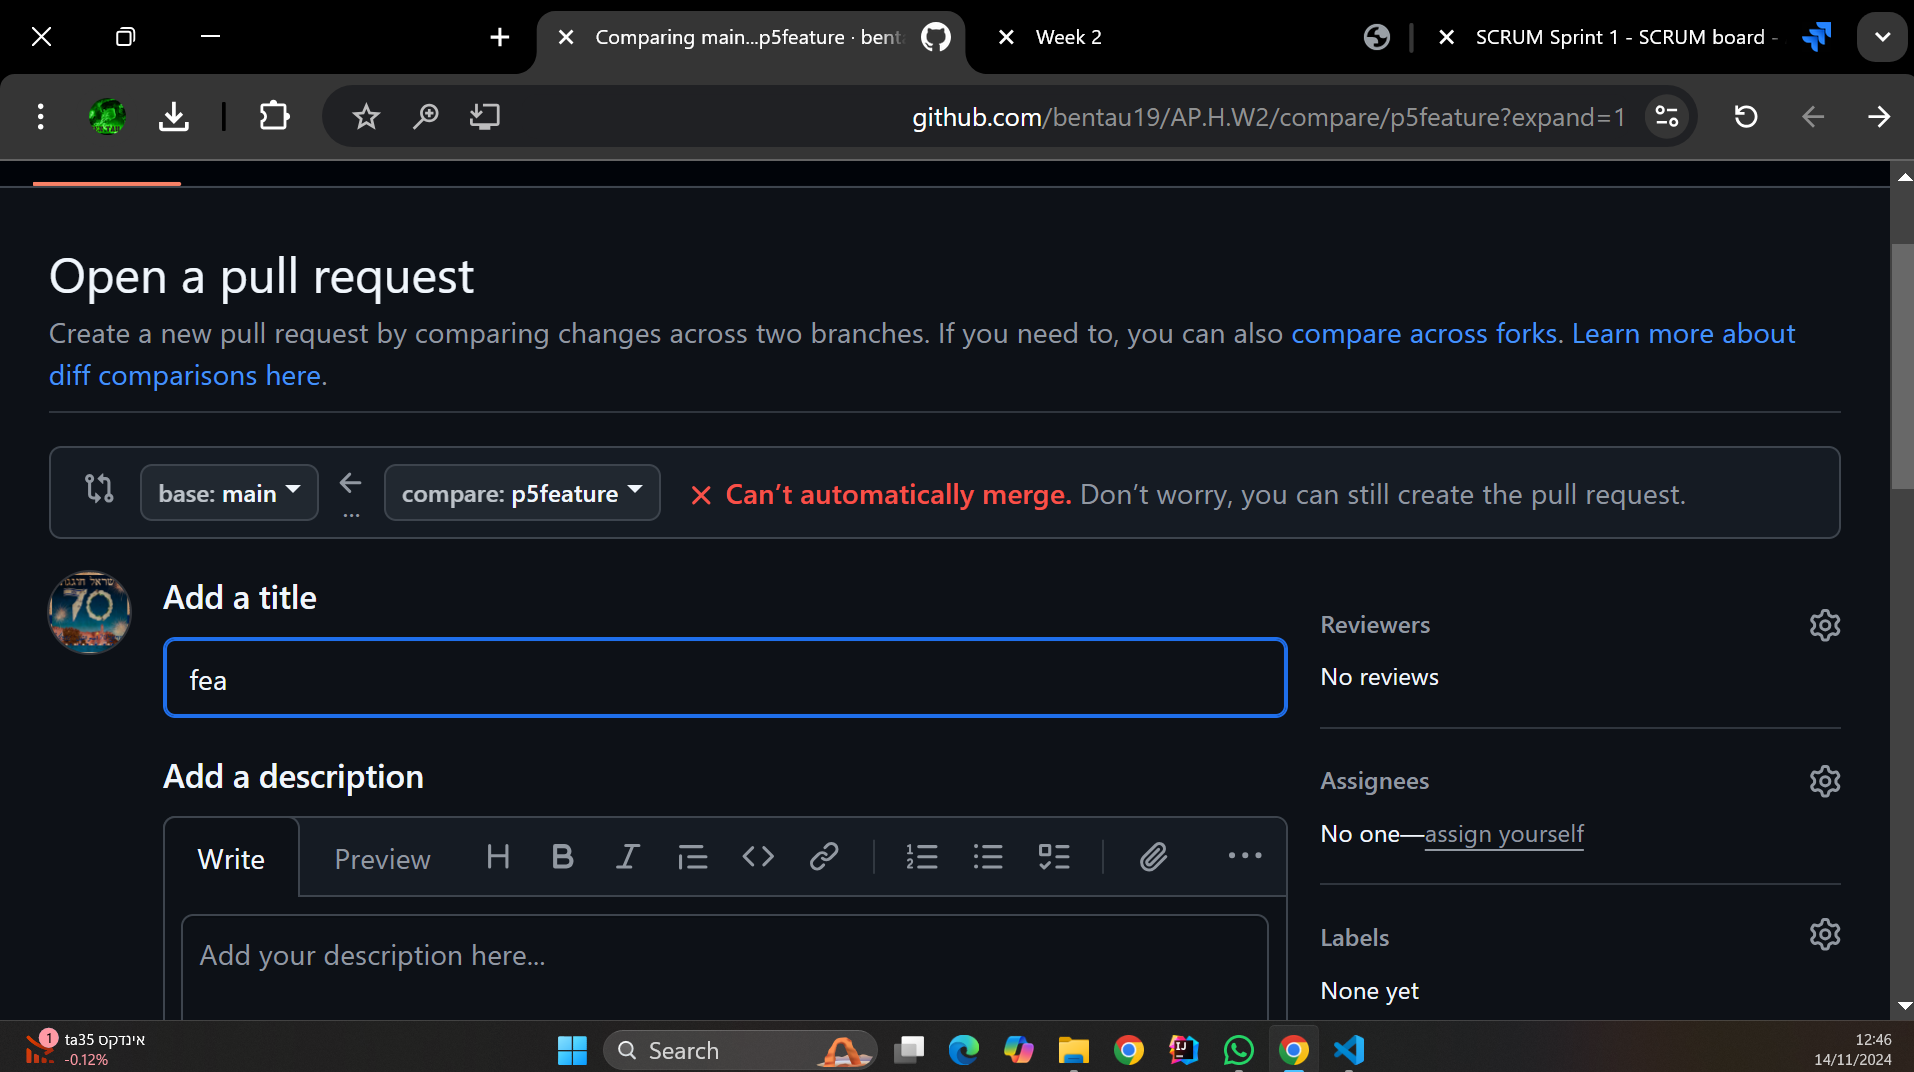 Comparing main...p5feature · bent
Week 2
SCRUM Sprint 1 - SCRUM board -
github.com/bentau19/AP.H.W2/compare/p5feature?expand=1
Open a pull request
Create a new pull request by comparing changes across two branches. If you need to, you can also compare across forks. Learn more about
diff comparisons here.
base: main
...
compare: p5feature
Can’t automatically merge. Don’t worry, you can still create the pull request.
70
Add a title
fea
Reviewers
No reviews
Add a description
Assignees
No one—assign yourself
Write
Preview
Add your description here...
Labels
None yet
1
אינדקס ta35
-0.12%
Search
12:46
14/11/2024